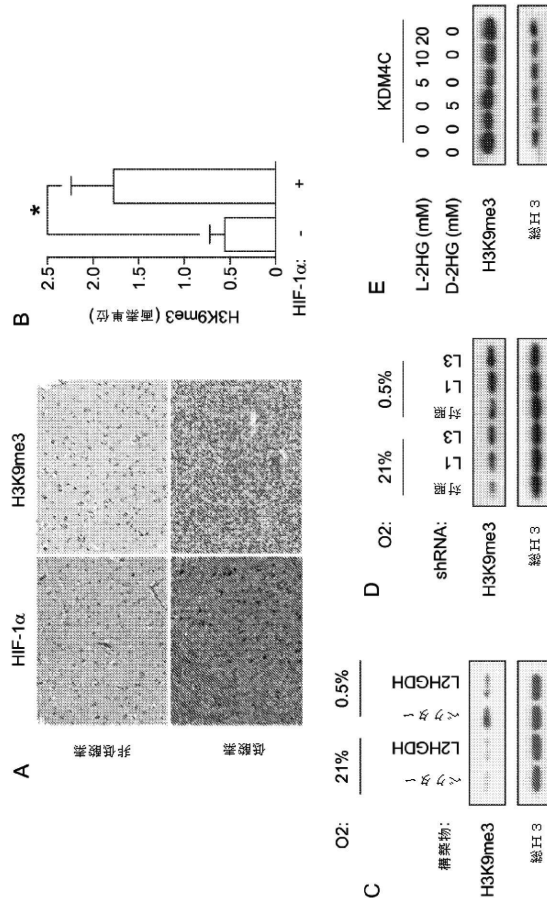 A
HIF-1α
H3K9me3
非低酸素
低酸素
B
*
H3K9me3 (画素単位)
2.5
2.0
1.5
1.0
0.5
0
HIF-1α: - +
C
O2: 21% 0.5%
構築物: ベクター L2HGDH ベクター L2HGDH
H3K9me3
総H3
D
O2: 21% 0.5%
shRNA: 対照 L1 L3 対照 L1 L3
H3K9me3
総H3
E
KDM4C
L-2HG (mM) 0 0 0 5 10 20
D-2HG (mM) 0 0 5 0 0 0
H3K9me3
総H3